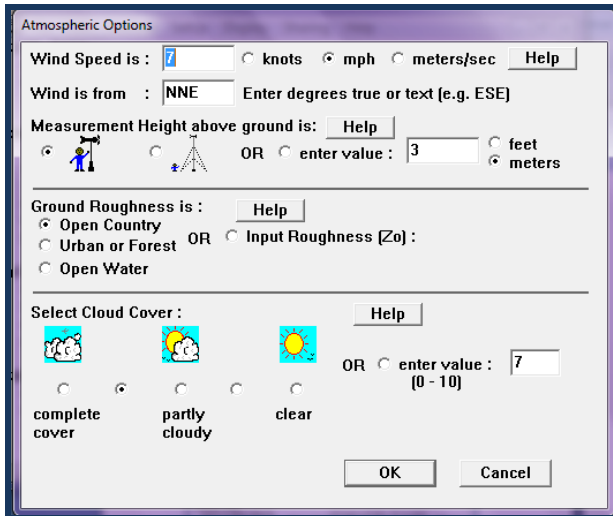 Atmospheric Options
Wind Speed is : 7 knots mph meters/sec Help
Wind is from : NNE Enter degrees true or text (e.g. ESE)
Measurement Height above ground is: Help
OR enter value : 3 feet
meters
Ground Roughness is : Help
Open Country
Urban or Forest OR Input Roughness (Zo) :
Open Water
Select Cloud Cover : Help
OR enter value : 7
(0 - 10)
complete cover
partly cloudy
clear
OK Cancel